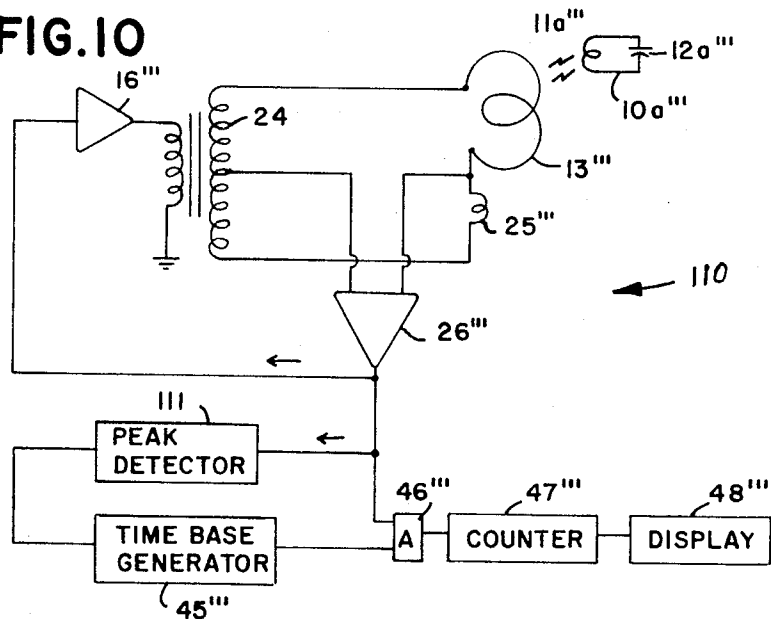 FIG.10
11a'''
12a'''
10a'''
16'''
24
13'''
25'''
110
26'''
111
PEAK
DETECTOR
46'''
47'''
48'''
A
COUNTER
DISPLAY
TIME BASE
GENERATOR
45'''